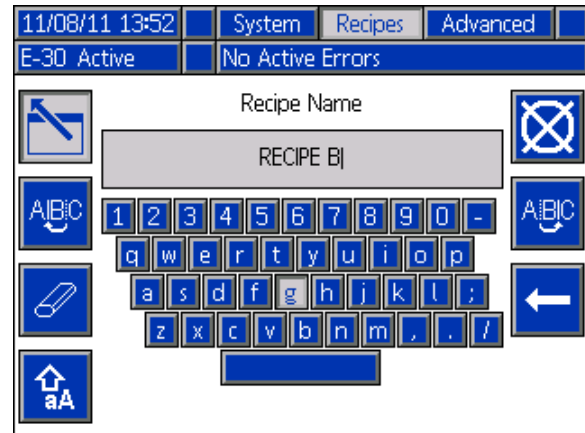 11/08/11 13:52 System Recipes Advanced
E-30 Active No Active Errors
Recipe Name
RECIPE B
ABC 1 2 3 4 5 6 7 8 9 0 - ABC
q w e r t y u i o p
a s d f g h j k l ;
z x c v b n m , . /
aA